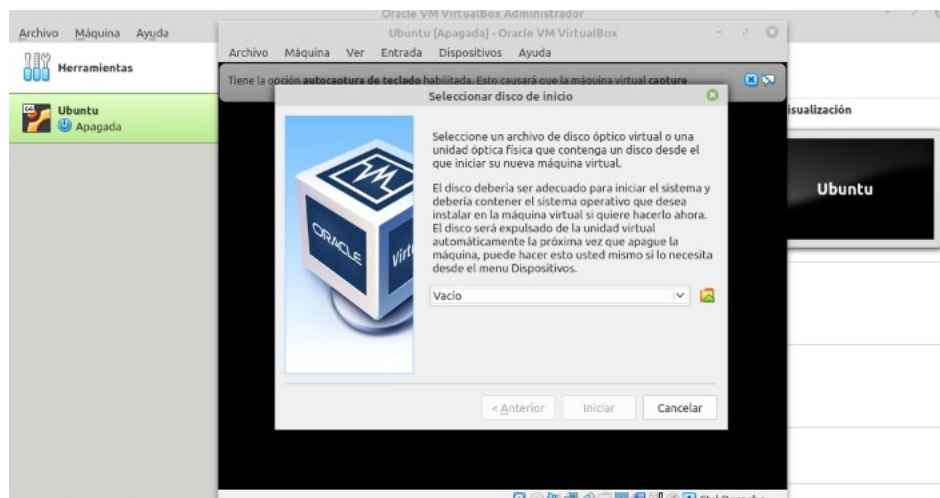 Oracle VM VirtualBox Administrador
Archivo Máquina Ayuda
Ubuntu [Apagada] - Oracle VM VirtualBox
Archivo Máquina Ver Entrada Dispositivos Ayuda
Herramientas
Tiene la opción autocaptura de teclado habilitada. Esto causará que la máquina virtual capture
Seleccionar disco de inicio
Ubuntu
Apagada
isualización
Seleccione un archivo de disco óptico virtual o una
unidad óptica física que contenga un disco desde el
que iniciar su nueva máquina virtual.
El disco debería ser adecuado para iniciar el sistema y
debería contener el sistema operativo que desea
instalar en la máquina virtual si quiere hacerlo ahora.
El disco será expulsado de la unidad virtual
automáticamente la próxima vez que apague la
máquina, puede hacer esto usted mismo si lo necesita
desde el menu Dispositivos.
Ubuntu
ORACLE
Virt
Vacío
< Anterior Iniciar Cancelar
Ctrl Derecho